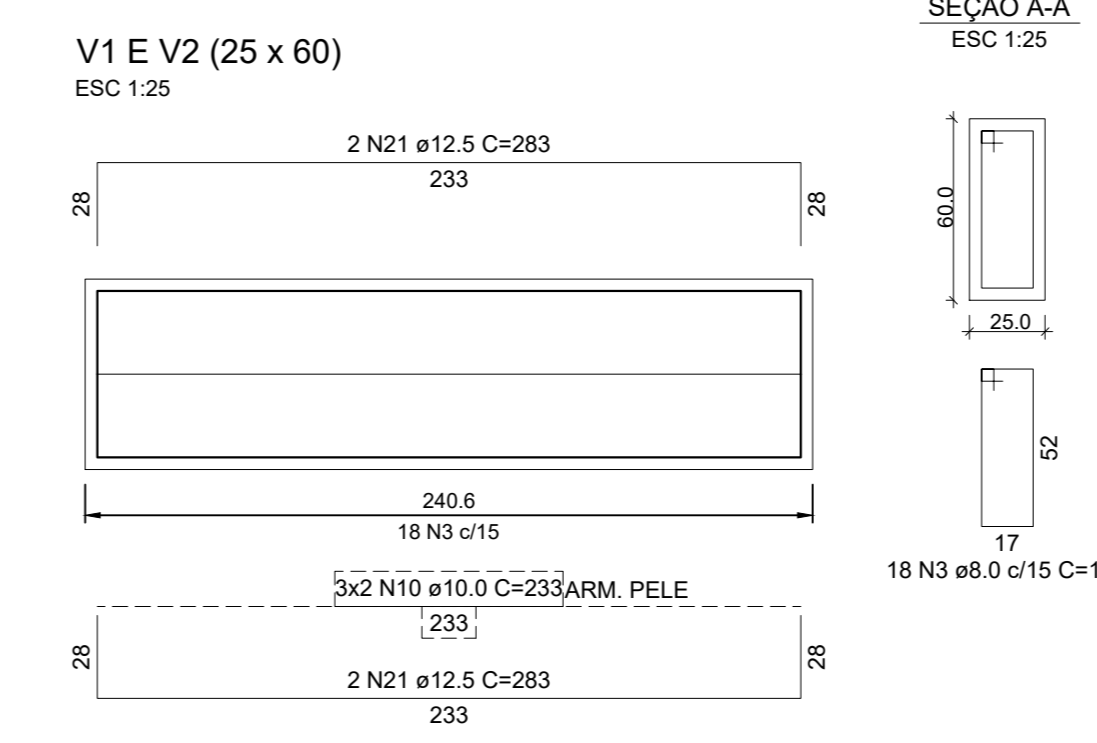 SEÇÃO A-A
ESC 1:25
V1 E V2 (25 x 60)
ESC 1:25
2 N21 ø12.5 C=283
233
28
28
60.0
25.0
240.6
18 N3 c/15
52
17
18 N3 ø8.0 c/15 C=1
3x2 N10 ø10.0 C=233 ARM. PELE
233
28
28
2 N21 ø12.5 C=283
233